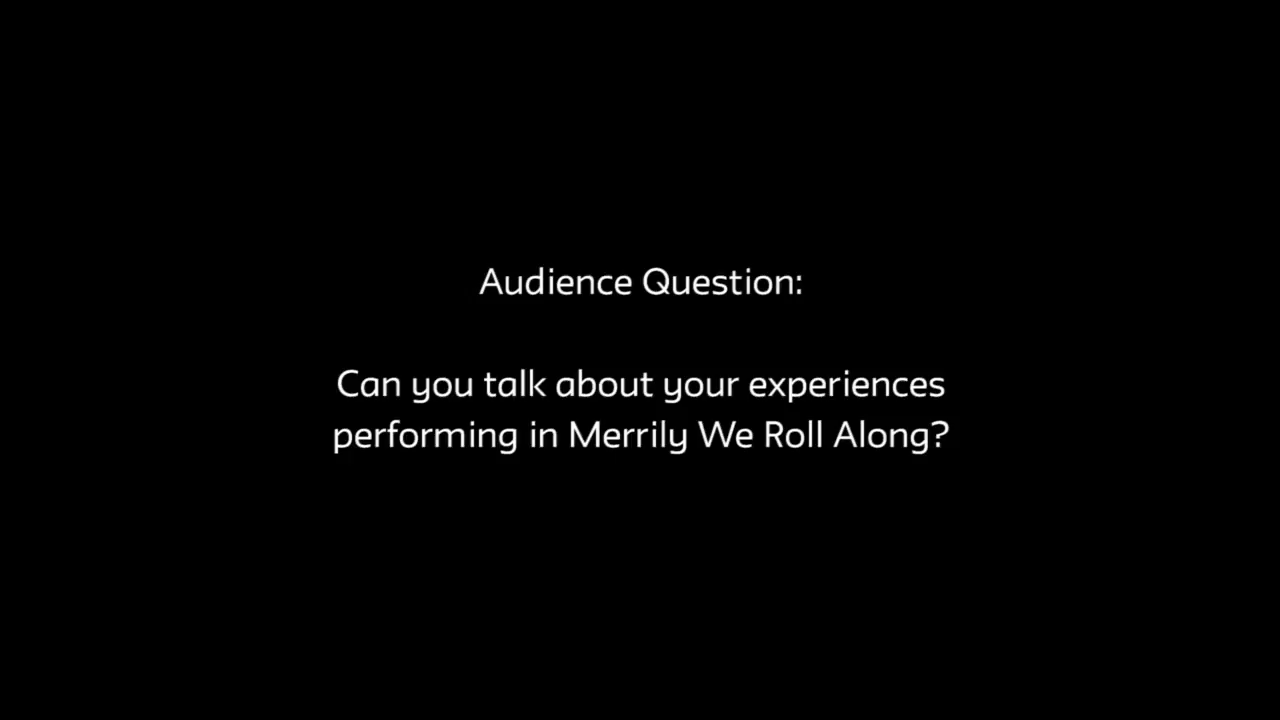 Audience Question:
Can you talk about your experiences
performing in Merrily We Roll Along?